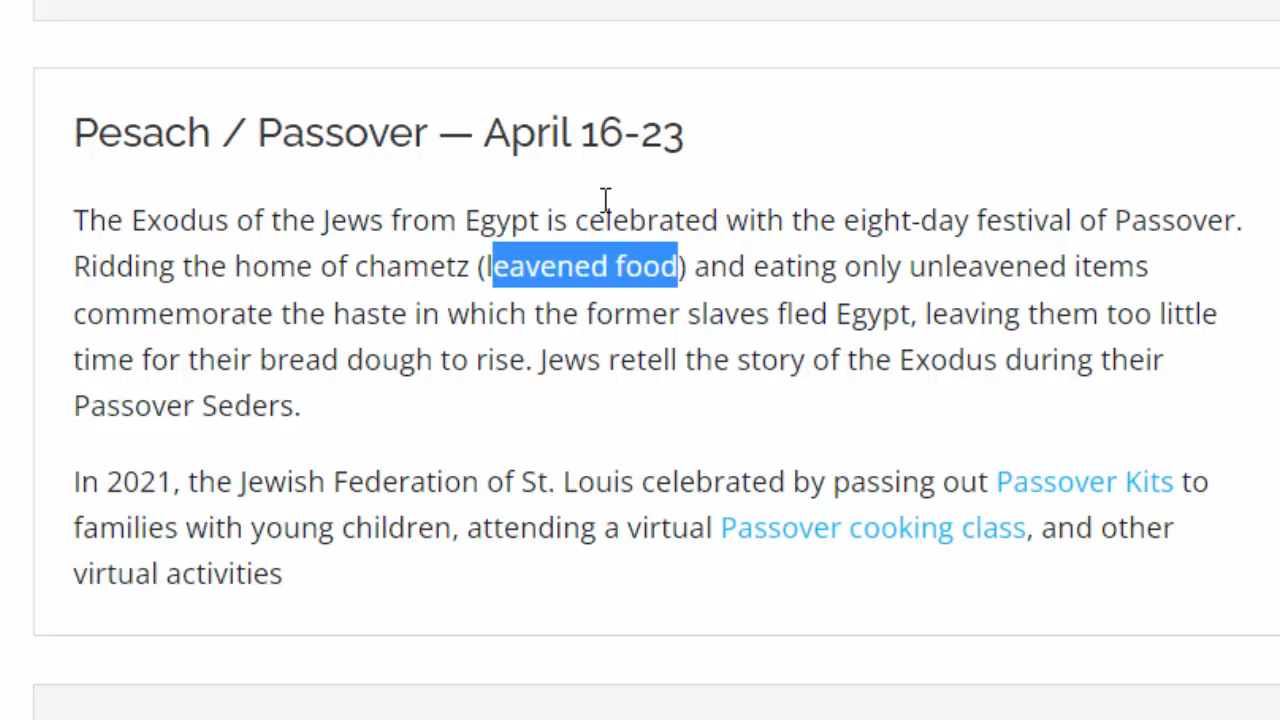 Pesach / Passover — April 16-23
The Exodus of the Jews from Egypt is celebrated with the eight-day festival of Passover.
Ridding the home of chametz (leavened food) and eating only unleavened items
commemorate the haste in which the former slaves fled Egypt, leaving them too little
time for their bread dough to rise. Jews retell the story of the Exodus during their
Passover Seders.
In 2021, the Jewish Federation of St. Louis celebrated by passing out Passover Kits to
families with young children, attending a virtual Passover cooking class, and other
virtual activities